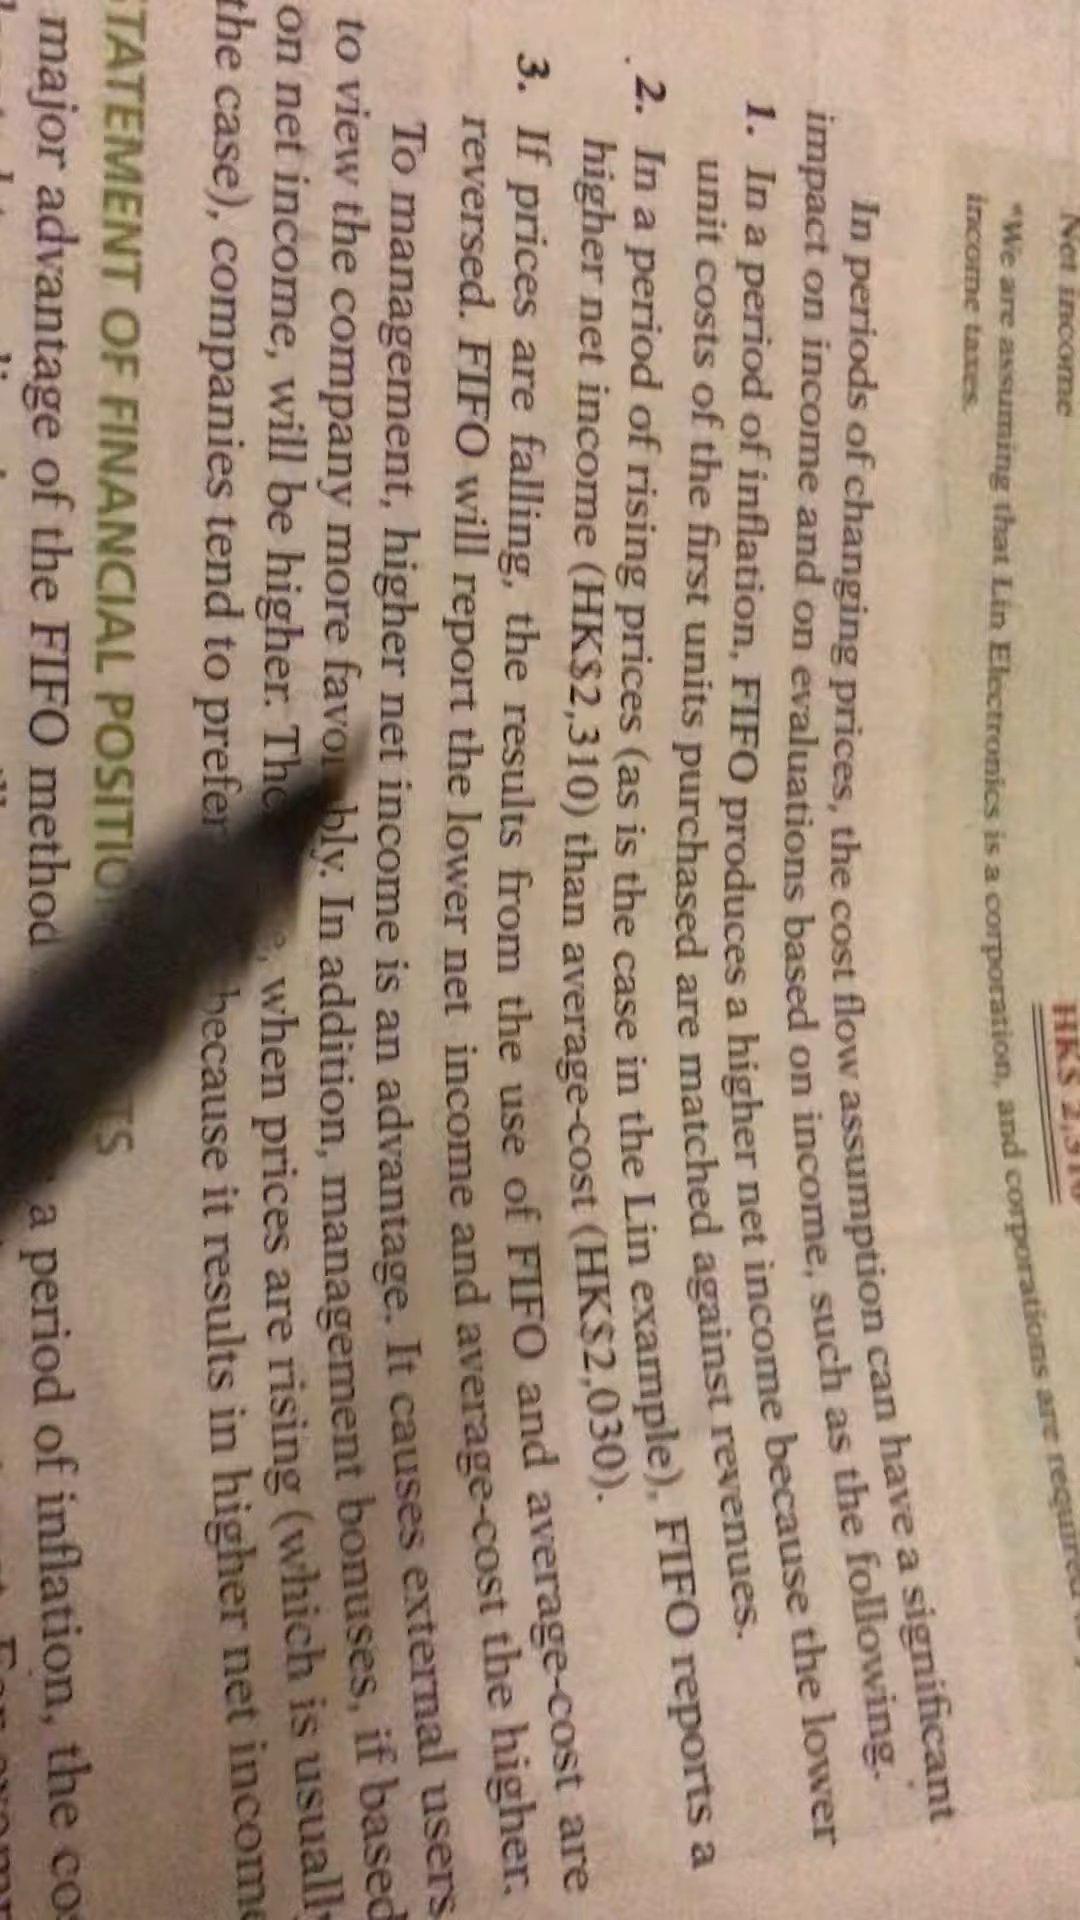 Net income
HK$ 2,310
*We are assuming that Lin Electronics is a corporation, and corporations are required
income taxes.
In periods of changing prices, the cost flow assumption can have a significant
impact on income and on evaluations based on income, such as the following.
1. In a period of inflation, FIFO produces a higher net income because the lower
unit costs of the first units purchased are matched against revenues.
2. In a period of rising prices (as is the case in the Lin example), FIFO reports a
higher net income (HK$2,310) than average-cost (HK$2,030).
3. If prices are falling, the results from the use of FIFO and average-cost are
reversed. FIFO will report the lower net income and average-cost the higher.
To management, higher net income is an advantage. It causes external users
to view the company more favo bly. In addition, management bonuses, if based
on net income, will be higher. The , when prices are rising (which is usually
the case), companies tend to prefer because it results in higher net income
STATEMENT OF FINANCIAL POSITIO TS
major advantage of the FIFO method a period of inflation, the co